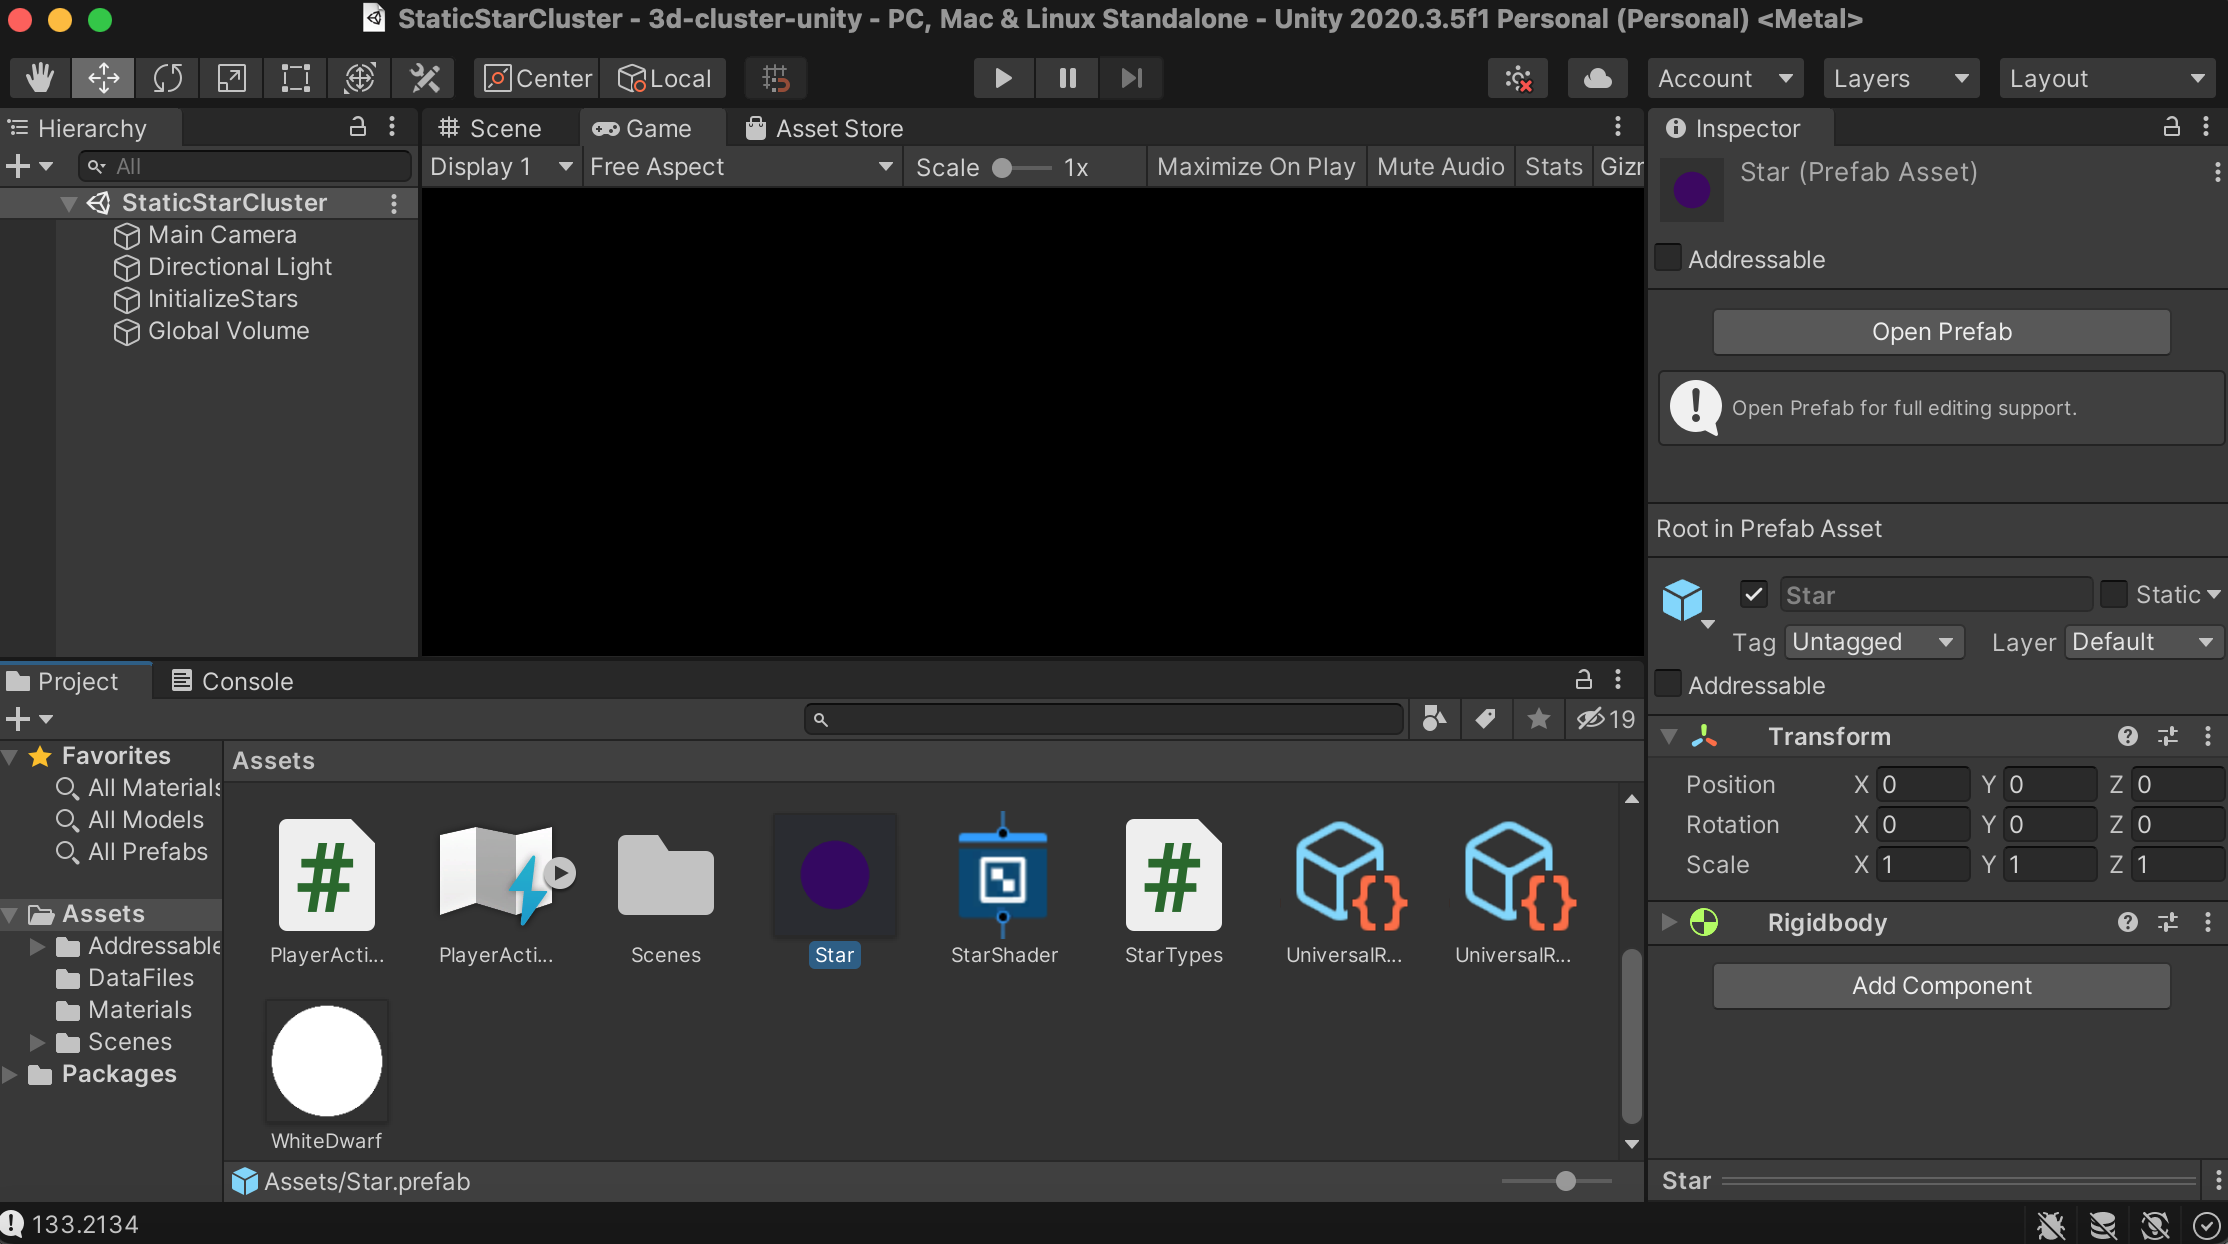 StaticStarCluster - 3d-cluster-unity - PC, Mac & Linux Standalone - Unity 2020.3.5f1 Personal (Personal) <Metal>
Center Local Account Layers Layout
Hierarchy
All
StaticStarCluster
Main Camera
Directional Light
InitializeStars
Global Volume
Scene Game Asset Store
Display 1 Free Aspect Scale 1x Maximize On Play Mute Audio Stats Gizr
Project Console
19
Favorites
All Materials
All Models
All Prefabs
Assets
Addressable
DataFiles
Materials
Scenes
Packages
Assets
PlayerActi... PlayerActi... Scenes Star StarShader StarTypes UniversalR... UniversalR...
WhiteDwarf
Assets/Star.prefab
Inspector
Star (Prefab Asset)
Addressable
Open Prefab
Open Prefab for full editing support.
Root in Prefab Asset
Star Static
Tag Untagged Layer Default
Addressable
Transform
Position X 0 Y 0 Z 0
Rotation X 0 Y 0 Z 0
Scale X 1 Y 1 Z 1
Rigidbody
Add Component
Star
133.2134